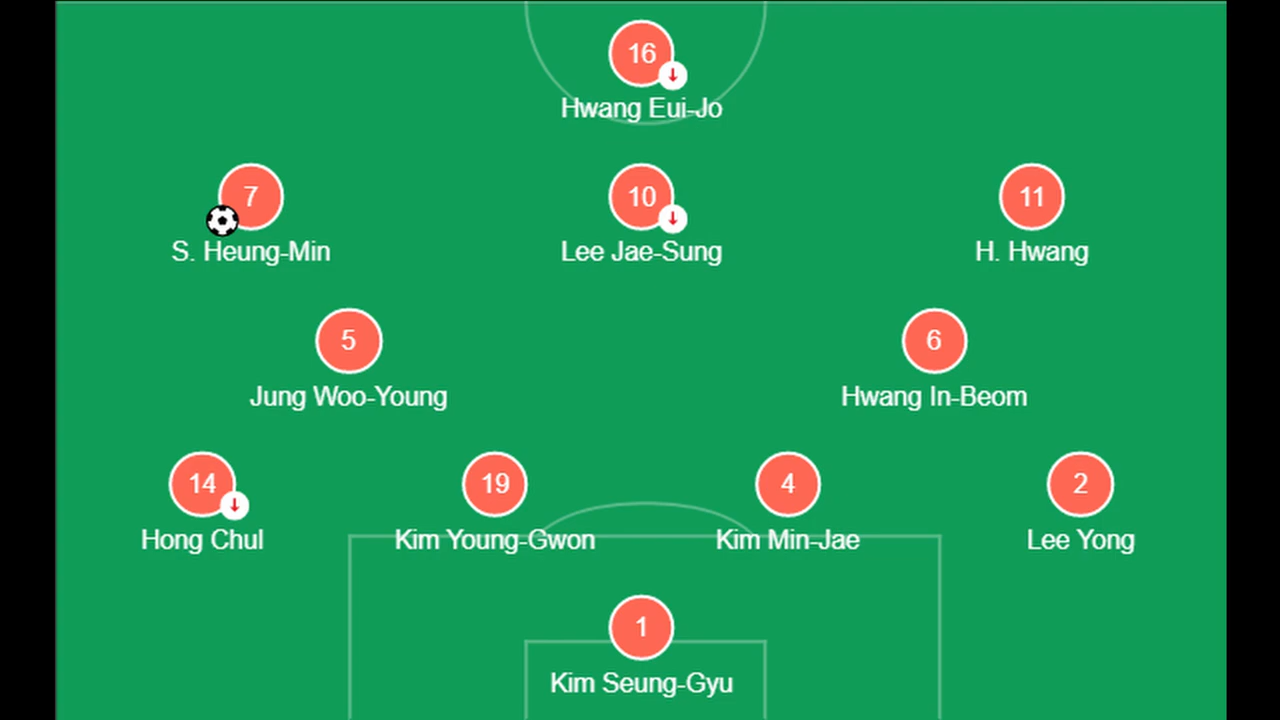 16
Hwang Eui-Jo
7 10 11
S. Heung-Min Lee Jae-Sung H. Hwang
5 6
Jung Woo-Young Hwang In-Beom
14 19 4 2
Hong Chul Kim Young-Gwon Kim Min-Jae Lee Yong
1
Kim Seung-Gyu